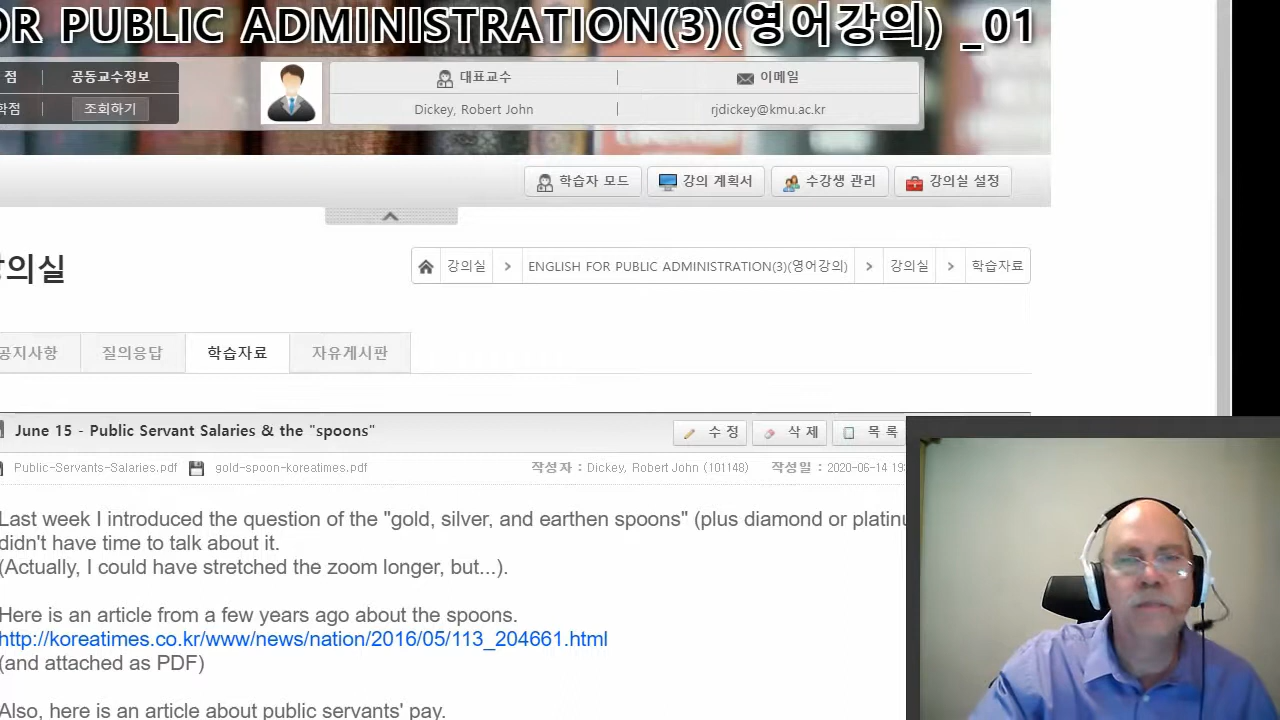 OR PUBLIC ADMINISTRATION(3)(영어강의) _01
점 공동교수정보 대표교수 이메일
학점 조회하기 Dickey, Robert John rjdickey@kmu.ac.kr
학습자 모드 강의 계획서 수강생 관리 강의실 설정
강의실 강의실 ENGLISH FOR PUBLIC ADMINISTRATION(3)(영어강의) 강의실 학습자료
공지사항 질의응답 학습자료 자유게시판
June 15 - Public Servant Salaries & the "spoons" 수정 삭제 목록
Public-Servants-Salaries.pdf gold-spoon-koreatimes.pdf 작성자 : Dickey, Robert John (101148) 작성일 : 2020-06-14 19:
Last week I introduced the question of the "gold, silver, and earthen spoons" (plus diamond or platinu
didn't have time to talk about it.
(Actually, I could have stretched the zoom longer, but...).
Here is an article from a few years ago about the spoons.
http://koreatimes.co.kr/www/news/nation/2016/05/113_204661.html
(and attached as PDF)
Also, here is an article about public servants' pay.